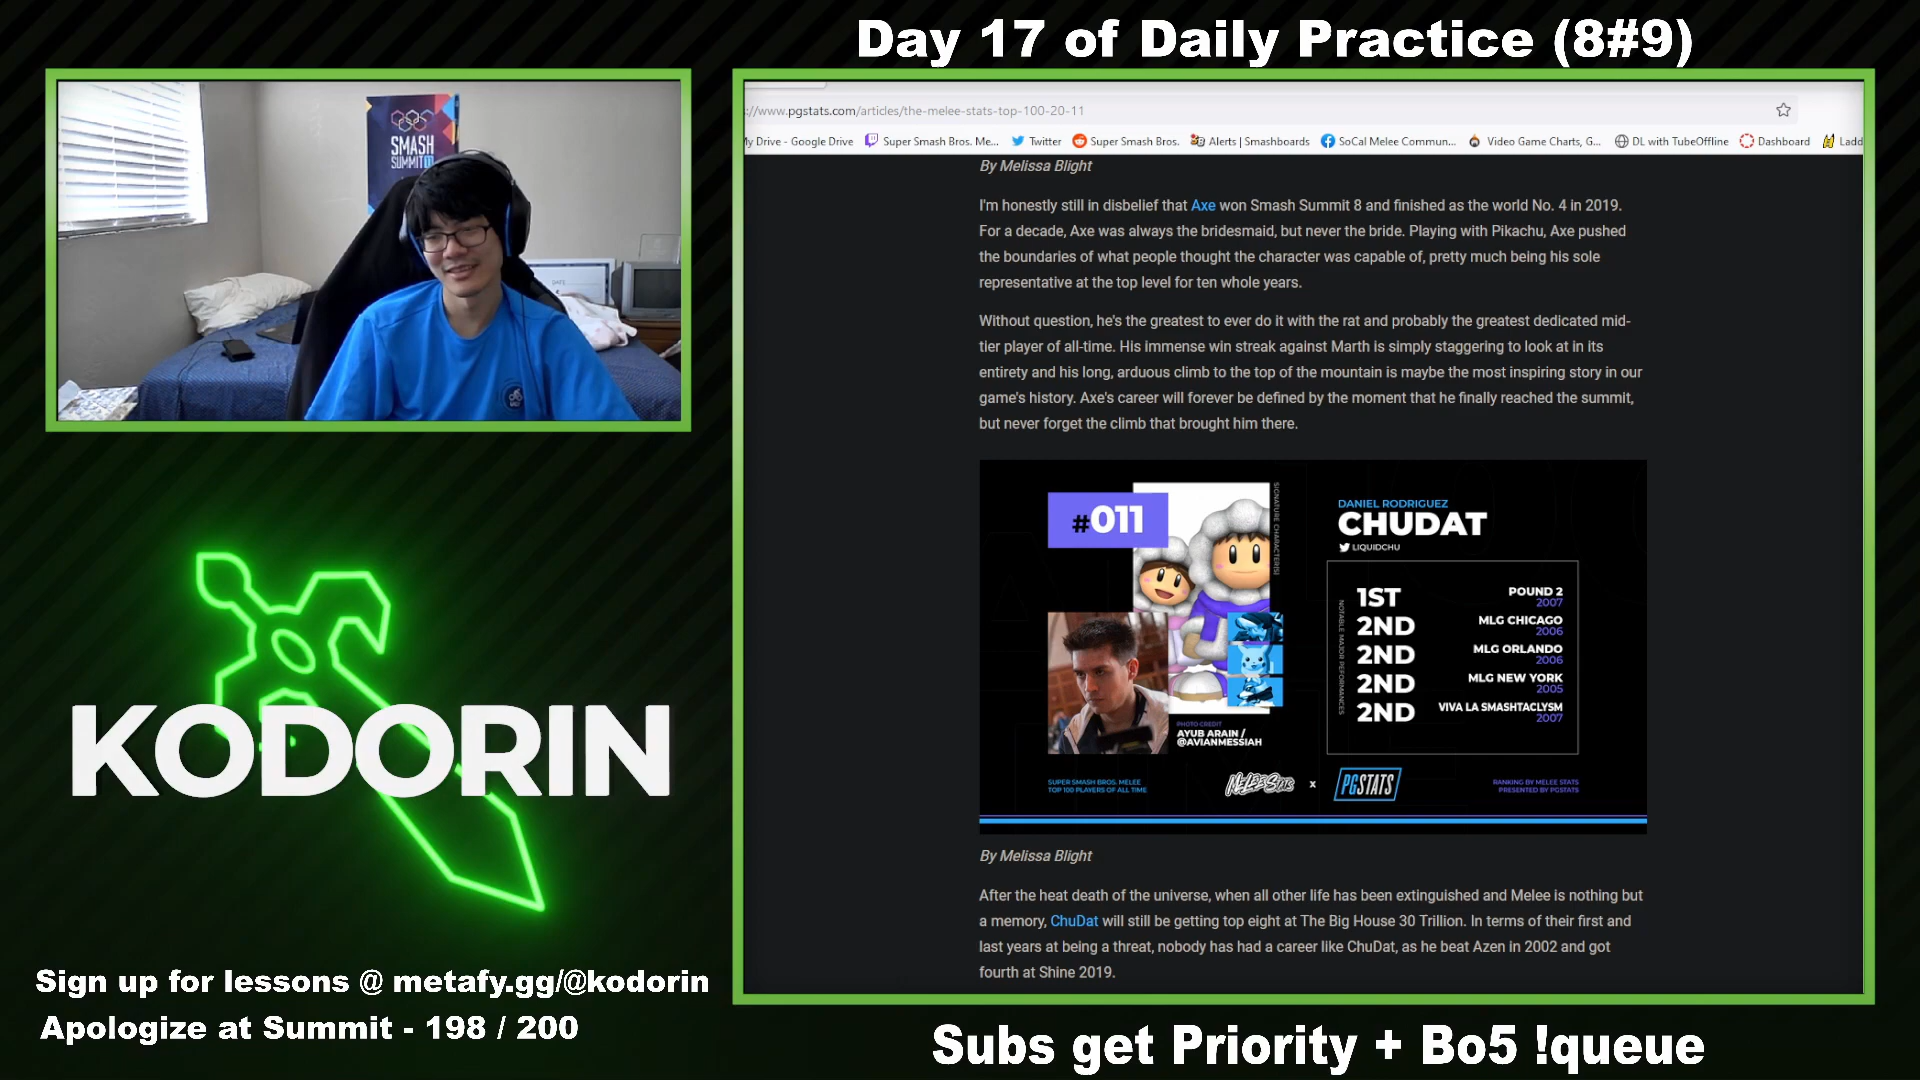 Day 17 of Daily Practice (8#9)
SMASH
SUMMIT 11
://www.pgstats.com/articles/the-melee-stats-top-100-20-11
My Drive - Google Drive
Super Smash Bros. Me...
Twitter
Super Smash Bros.
Alerts | Smashboards
SoCal Melee Commun...
Video Game Charts, G...
DL with TubeOffline
Dashboard
Ladd
By Melissa Blight
I'm honestly still in disbelief that Axe won Smash Summit 8 and finished as the world No. 4 in 2019.
For a decade, Axe was always the bridesmaid, but never the bride. Playing with Pikachu, Axe pushed
the boundaries of what people thought the character was capable of, pretty much being his sole
representative at the top level for ten whole years.
Without question, he's the greatest to ever do it with the rat and probably the greatest dedicated mid-
tier player of all-time. His immense win streak against Marth is simply staggering to look at in its
entirety and his long, arduous climb to the top of the mountain is maybe the most inspiring story in our
game's history. Axe's career will forever be defined by the moment that he finally reached the summit,
but never forget the climb that brought him there.
#011
SIGNATURE CHARACTER(S)
DANIEL RODRIGUEZ
CHUDAT
LIQUIDCHU
NOTABLE MAJOR PERFORMANCES
1ST POUND 2
2007
2ND MLG CHICAGO
2006
2ND MLG ORLANDO
2006
2ND MLG NEW YORK
2005
2ND VIVA LA SMASHTACLYSM
2007
PHOTO CREDIT
AYUB ARAIN /
@AVIANMESSIAH
SUPER SMASH BROS. MELEE
TOP 100 PLAYERS OF ALL TIME
MELEESTATS x PGSTATS
RANKING BY MELEE STATS
PRESENTED BY PGSTATS
By Melissa Blight
After the heat death of the universe, when all other life has been extinguished and Melee is nothing but
a memory, ChuDat will still be getting top eight at The Big House 30 Trillion. In terms of their first and
last years at being a threat, nobody has had a career like ChuDat, as he beat Azen in 2002 and got
fourth at Shine 2019.
KODORIN
Sign up for lessons @ metafy.gg/@kodorin
Apologize at Summit - 198 / 200
Subs get Priority + Bo5 !queue